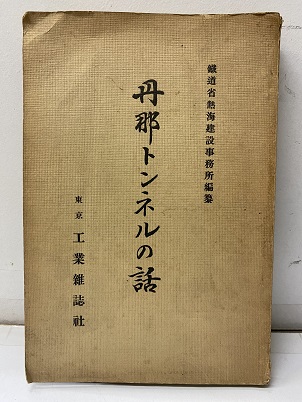 鐵道省熱海建設事務所編纂
丹那トンネルの話
東京 工業雑誌社